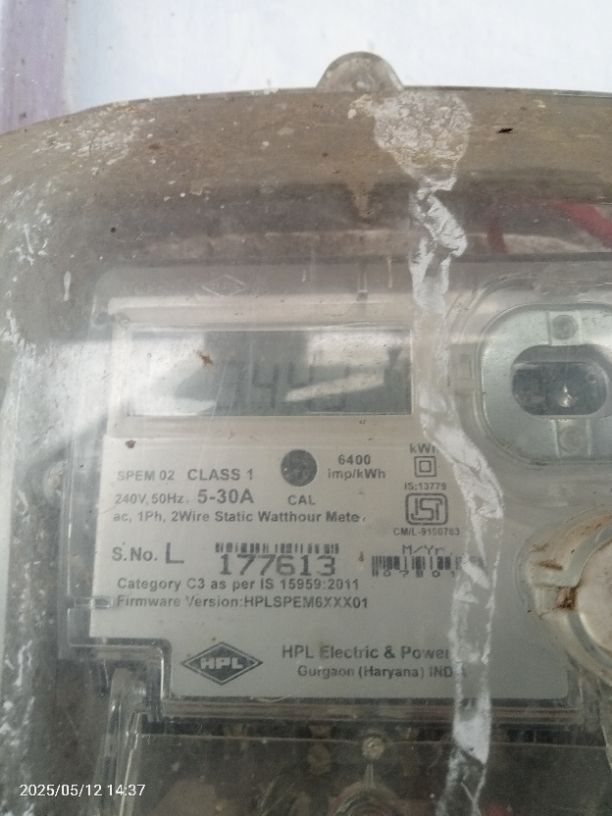 SPEM 02 CLASS 1
6400
imp/kWh
240V, 50Hz. 5-30A CAL
IS:13779
ISI
ac, 1Ph, 2Wire Static Watthour
S.No. L 177613
M/Yr.
Category C3 as per IS 15959:2011
Firmware Version:HPLSPEM6XXX01
HPL
HPL Electric & Power
Gurgaon (Haryana)
2025/05/12 14:37